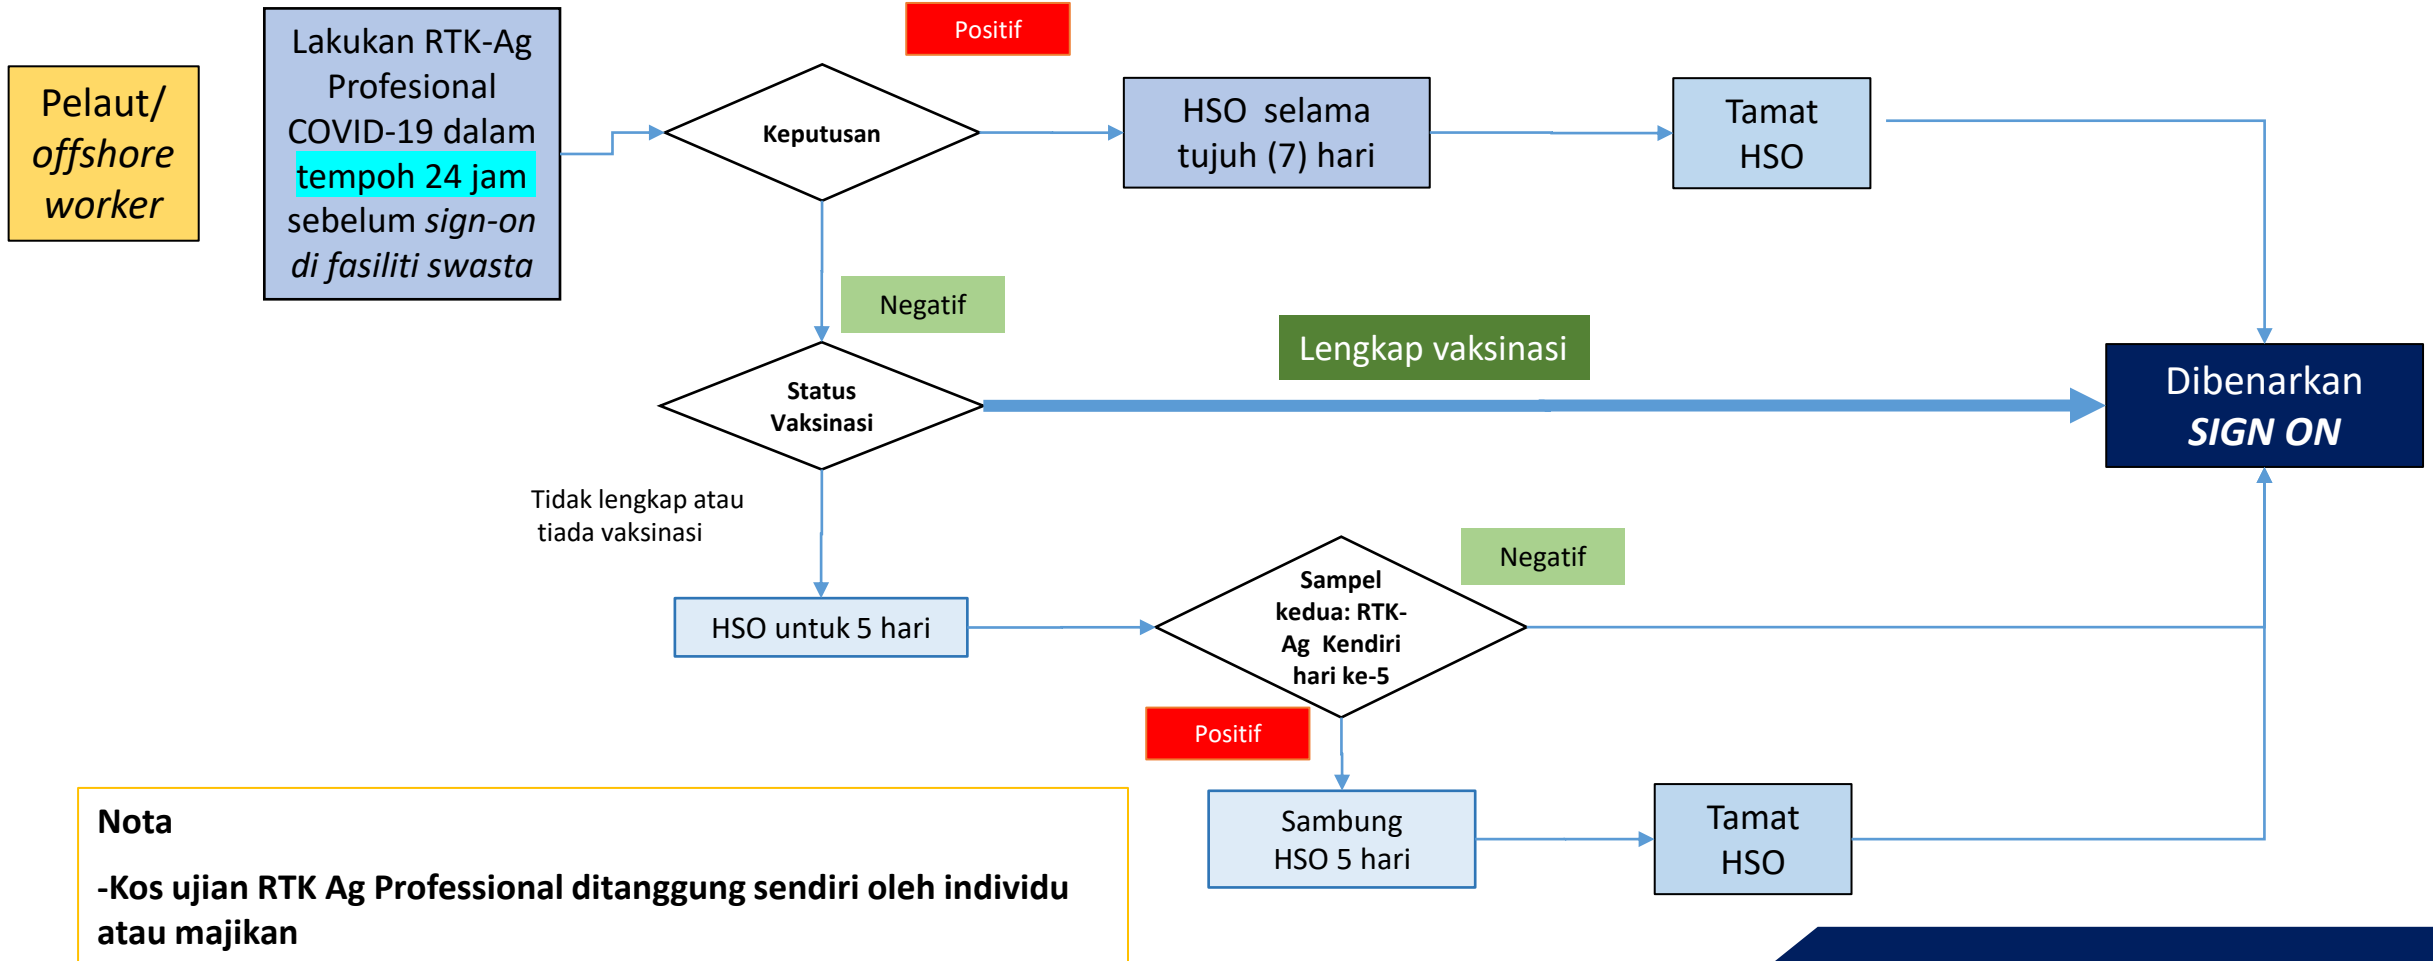 Pelaut/
offshore
worker
Lakukan RTK-Ag
Profesional
COVID-19 dalam
tempoh 24 jam
sebelum sign-on
di fasiliti swasta
Keputusan
Positif
HSO selama
tujuh (7) hari
Tamat
HSO
Negatif
Status
Vaksinasi
Lengkap vaksinasi
Dibenarkan
SIGN ON
Tidak lengkap atau
tiada vaksinasi
HSO untuk 5 hari
Sampel
kedua: RTK-
Ag Kendiri
hari ke-5
Negatif
Positif
Sambung
HSO 5 hari
Tamat
HSO
Nota
-Kos ujian RTK Ag Professional ditanggung sendiri oleh individu
atau majikan